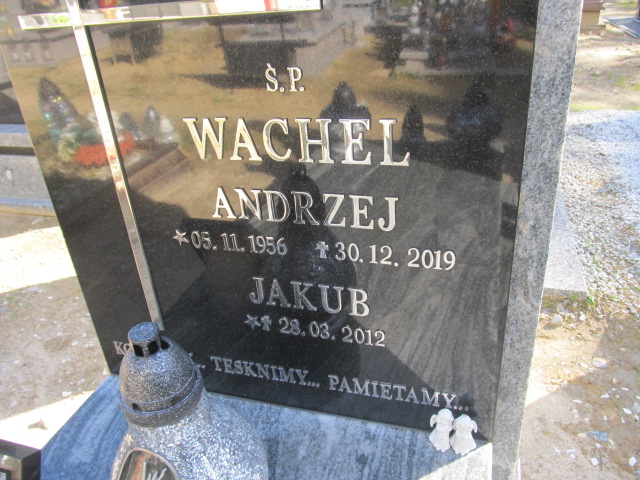 Ś.P.
WACHEL
ANDRZEJ
* 05. 11. 1956 ✝ 30. 12. 2019
JAKUB
* ✝ 28. 03. 2012
TESKNIMY... PAMIETAMY...